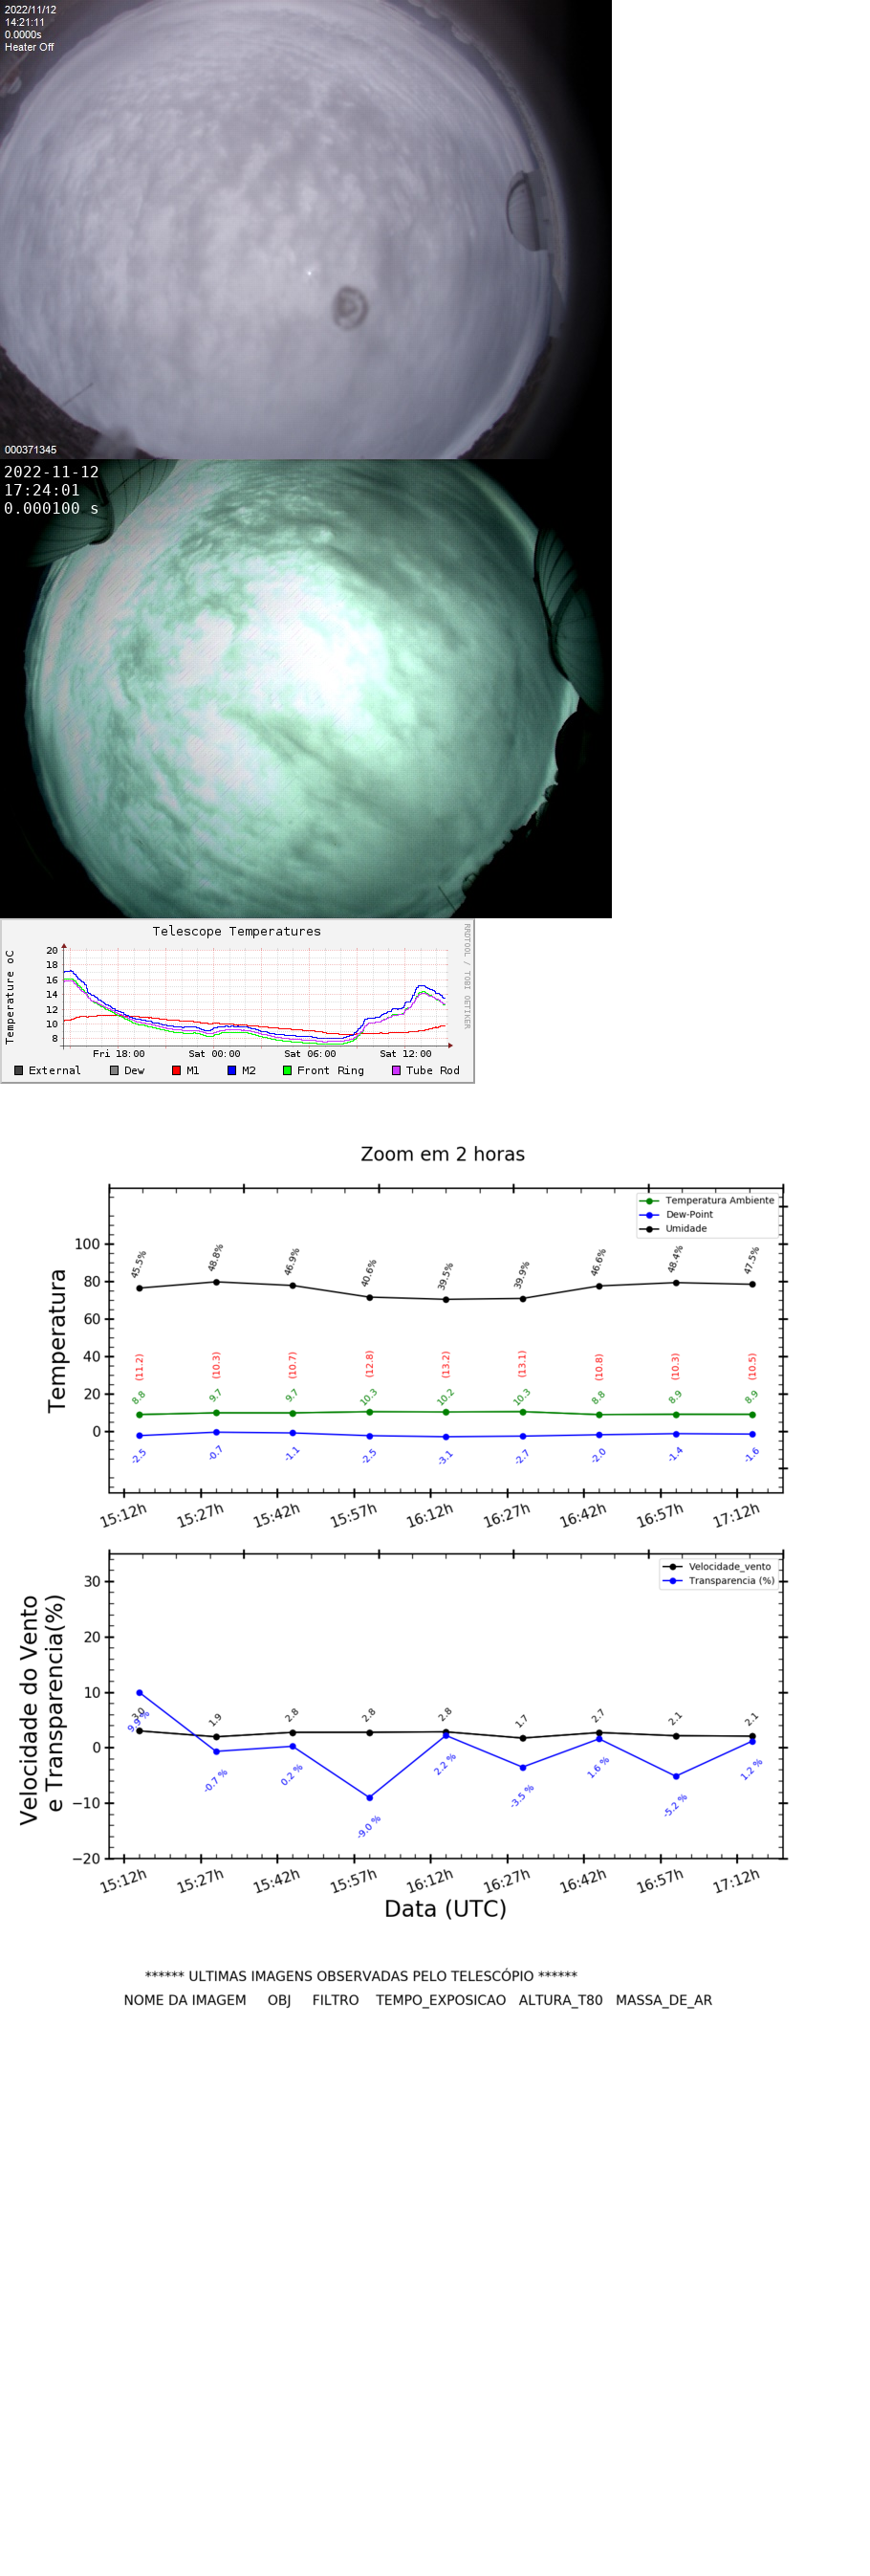 2022/11/12
14:21:11
0.0000s
Heater Off
000371345
2022-11-12
17:24:01
0.000100 s
Telescope Temperatures
RRDTOOL / TOBI OETIKER
Temperature oC
20
18
16
14
12
10
8
Fri 18:00 Sat 00:00 Sat 06:00 Sat 12:00
External Dew M1 M2 Front Ring Tube Rod
Zoom em 2 horas
Temperatura Ambiente
Dew-Point
Umidade
Temperatura
100
80
60
40
20
0
45.5% 48.8% 46.9% 40.6% 39.5% 39.9% 46.6% 48.4% 47.5%
(11.2) (10.3) (10.7) (12.8) (13.2) (13.1) (10.8) (10.3) (10.5)
8.8 9.7 9.7 10.3 10.2 10.3 8.8 8.9 8.9
-2.5 -0.7 -1.1 -2.5 -3.1 -2.7 -2.0 -1.4 -1.6
15:12h 15:27h 15:42h 15:57h 16:12h 16:27h 16:42h 16:57h 17:12h
Velocidade_vento
Transparencia (%)
Velocidade do Vento
e Transparencia(%)
30
20
10
0
−10
−20
3.0 1.9 2.8 2.8 2.8 1.7 2.7 2.1 2.1
9.9 % -0.7 % 0.2 % -9.0 % 2.2 % -3.5 % 1.6 % -5.2 % 1.2 %
15:12h 15:27h 15:42h 15:57h 16:12h 16:27h 16:42h 16:57h 17:12h
Data (UTC)
****** ULTIMAS IMAGENS OBSERVADAS PELO TELESCÓPIO ******
NOME DA IMAGEM OBJ FILTRO TEMPO_EXPOSICAO ALTURA_T80 MASSA_DE_AR